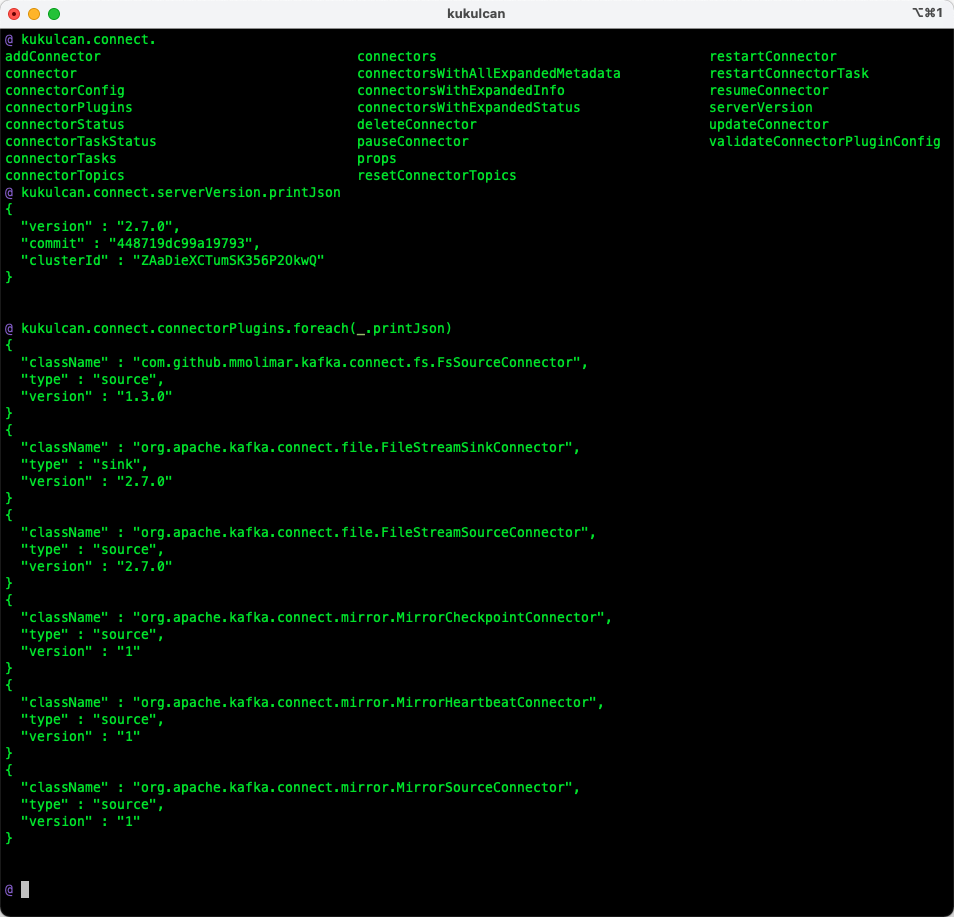 kukulcan
⌥⌘1
@ kukulcan.connect.
addConnector connectors restartConnector
connector connectorsWithAllExpandedMetadata restartConnectorTask
connectorConfig connectorsWithExpandedInfo resumeConnector
connectorPlugins connectorsWithExpandedStatus serverVersion
connectorStatus deleteConnector updateConnector
connectorTaskStatus pauseConnector validateConnectorPluginConfig
connectorTasks props
connectorTopics resetConnectorTopics
@ kukulcan.connect.serverVersion.printJson
{
  "version" : "2.7.0",
  "commit" : "448719dc99a19793",
  "clusterId" : "ZAaDieXCTumSK356P2OkwQ"
}
@ kukulcan.connect.connectorPlugins.foreach(_.printJson)
{
  "className" : "com.github.mmolimar.kafka.connect.fs.FsSourceConnector",
  "type" : "source",
  "version" : "1.3.0"
}
{
  "className" : "org.apache.kafka.connect.file.FileStreamSinkConnector",
  "type" : "sink",
  "version" : "2.7.0"
}
{
  "className" : "org.apache.kafka.connect.file.FileStreamSourceConnector",
  "type" : "source",
  "version" : "2.7.0"
}
{
  "className" : "org.apache.kafka.connect.mirror.MirrorCheckpointConnector",
  "type" : "source",
  "version" : "1"
}
{
  "className" : "org.apache.kafka.connect.mirror.MirrorHeartbeatConnector",
  "type" : "source",
  "version" : "1"
}
{
  "className" : "org.apache.kafka.connect.mirror.MirrorSourceConnector",
  "type" : "source",
  "version" : "1"
}
@